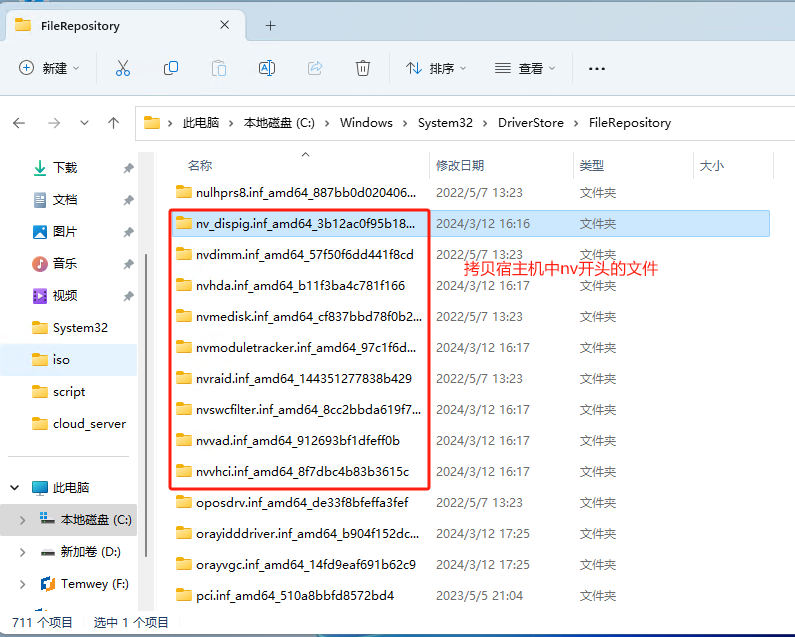 FileRepository
新建
排序
查看
此电脑 > 本地磁盘 (C:) > Windows > System32 > DriverStore > FileRepository
名称 修改日期 类型 大小
下载
文档
图片
音乐
视频
System32
iso
script
cloud_server
此电脑
本地磁盘 (C:)
新加卷 (D:)
Temwey (F:)
nulhprs8.inf_amd64_887bb0d020406... 2022/5/7 13:23 文件夹
nv_dispig.inf_amd64_3b12ac0f95b18... 2024/3/12 16:16 文件夹
nvdimm.inf_amd64_57f50f6dd441f8cd 2022/5/7 13:23 文件夹
拷贝宿主机中nv开头的文件
nvhda.inf_amd64_b11f3ba4c781f166 2024/3/12 16:17 文件夹
nvmedisk.inf_amd64_cf837bbd78f0b2... 2022/5/7 13:23 文件夹
nvmoduletracker.inf_amd64_97c1f6d... 2024/3/12 16:17 文件夹
nvraid.inf_amd64_144351277838b429 2022/5/7 13:23 文件夹
nvswcfilter.inf_amd64_8cc2bbda619f7... 2024/3/12 16:17 文件夹
nvvad.inf_amd64_912693bf1dfeff0b 2024/3/12 16:17 文件夹
nvvhci.inf_amd64_8f7dbc4b83b3615c 2024/3/12 16:17 文件夹
oposdrv.inf_amd64_de33f8bfeffa3fef 2022/5/7 13:23 文件夹
orayidddriver.inf_amd64_b904f152dc... 2024/3/12 17:25 文件夹
orayvgc.inf_amd64_14fd9eaf691b62c9 2024/3/12 17:25 文件夹
pci.inf_amd64_510a8bbfd8572bd4 2023/5/5 21:04 文件夹
711 个项目 选中 1 个项目